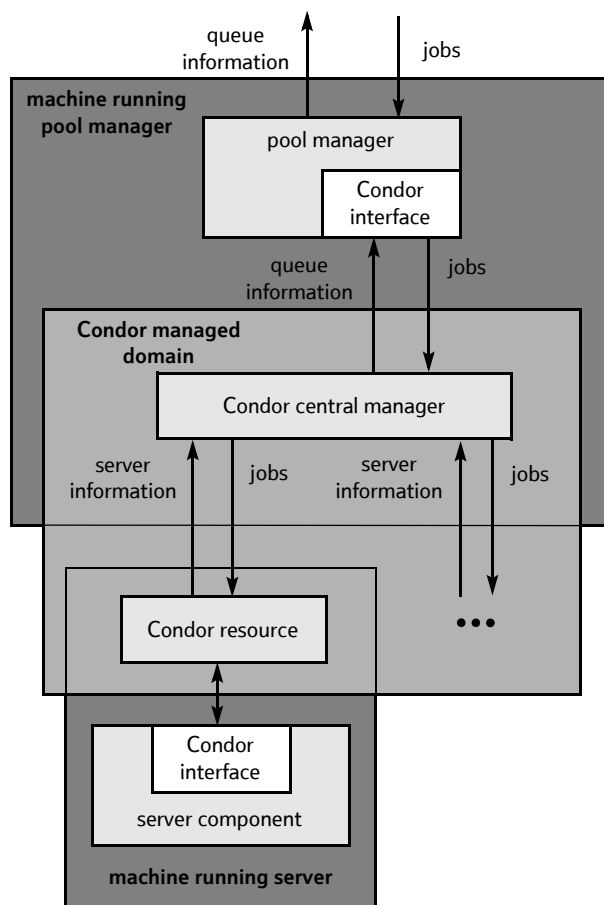 queue
information
jobs
machine running
pool manager
pool manager
Condor
interface
queue
information
jobs
Condor managed
domain
Condor central manager
server
information
jobs
server
information
jobs
Condor resource
Condor
interface
server component
machine running server